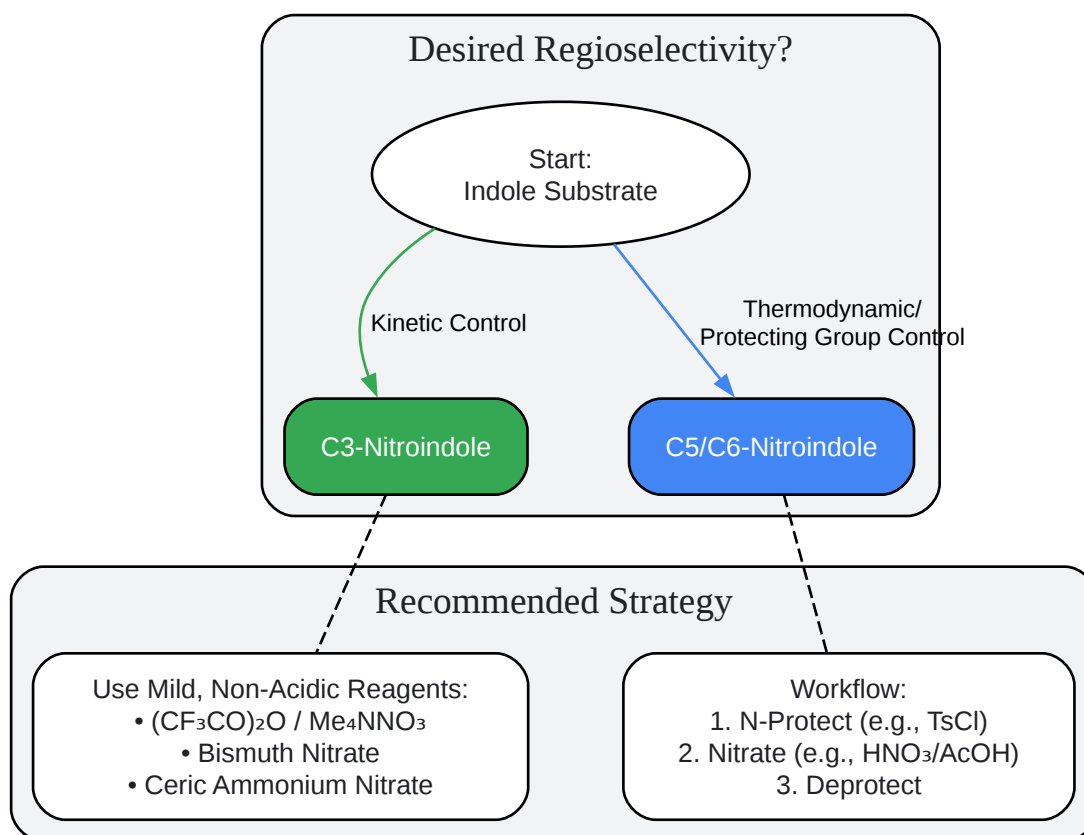 Desired Regioselectivity?
Start:
Indole Substrate
Kinetic Control
Thermodynamic/
Protecting Group Control
C3-Nitroindole
C5/C6-Nitroindole
Recommended Strategy
Use Mild, Non-Acidic Reagents:
• (CF₃CO)₂O / Me₄NNO₃
• Bismuth Nitrate
• Ceric Ammonium Nitrate
Workflow:
1. N-Protect (e.g., TsCl)
2. Nitrate (e.g., HNO₃/AcOH)
3. Deprotect